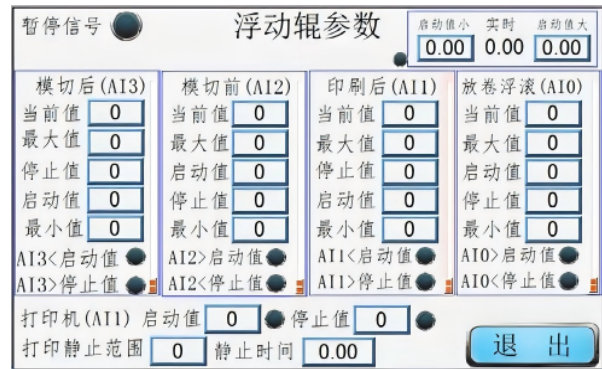 暂停信号
浮动辊参数
启动值小 实时 启动值大
0.00 0.00 0.00
模切后(AI3)
当前值 0
最大值 0
停止值 0
启动值 0
最小值 0
AI3<启动值
AI3>停止值
模切前(AI2)
当前值 0
最大值 0
启动值 0
停止值 0
最小值 0
AI2>启动值
AI2<停止值
印刷后(AI1)
当前值 0
最大值 0
停止值 0
启动值 0
最小值 0
AI1<启动值
AI1>停止值
放卷浮滚(AI0)
当前值 0
最大值 0
启动值 0
停止值 0
最小值 0
AI0>启动值
AI0<停止值
打印机(AI1) 启动值 0 停止值 0
打印静止范围 0 静止时间 0.00
退 出